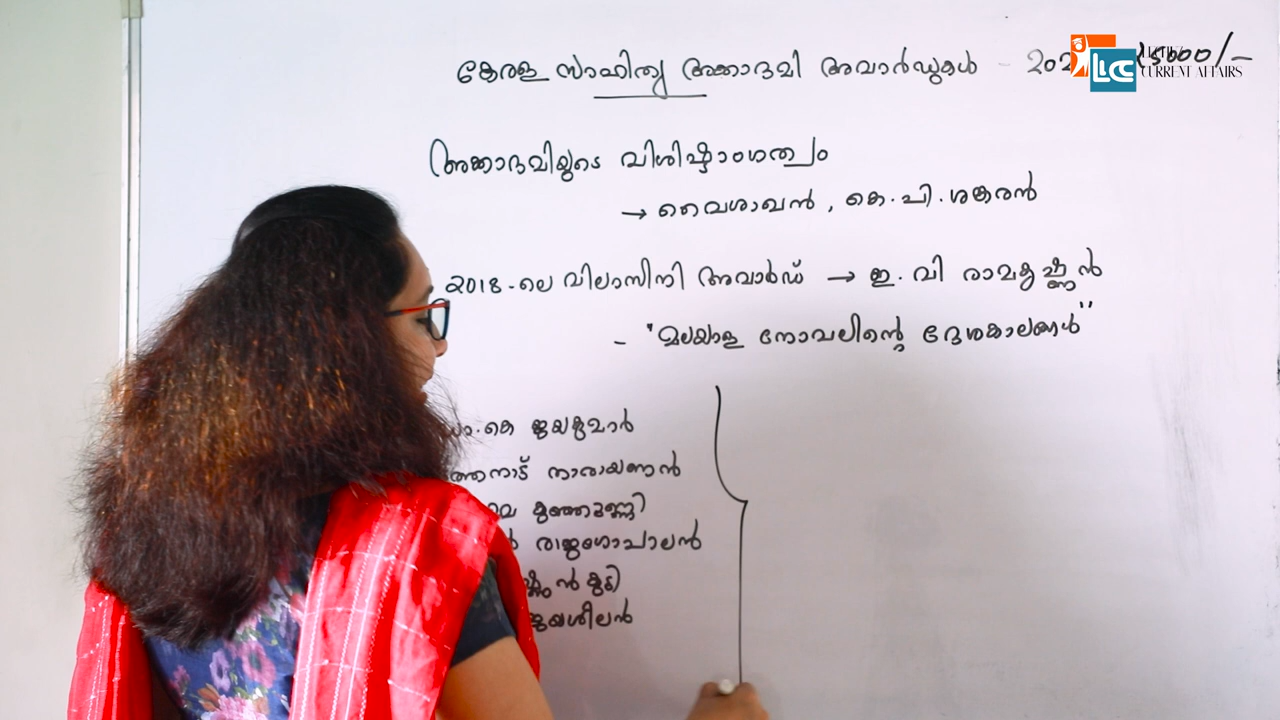 കേരള സാഹിത്യ അക്കാദമി അവാർഡുകൾ -
LICC
CURRENT AFFAIRS
അക്കാദമിയുടെ വിശിഷ്ടാംഗത്വം
→ വൈശാഖൻ, കെ.പി.ശങ്കരൻ
2018-ലെ വിലാസിനി അവാർഡ് → ഇ.വി രാമകൃഷ്ണൻ
- "മലയാള നോവലിന്റെ ദേശകാലങ്ങൾ"
കെ ജയകുമാർ
നാരായണൻ
കുഞ്ഞുണ്ണി
രാജഗോപാലൻ
ജയശീലൻ